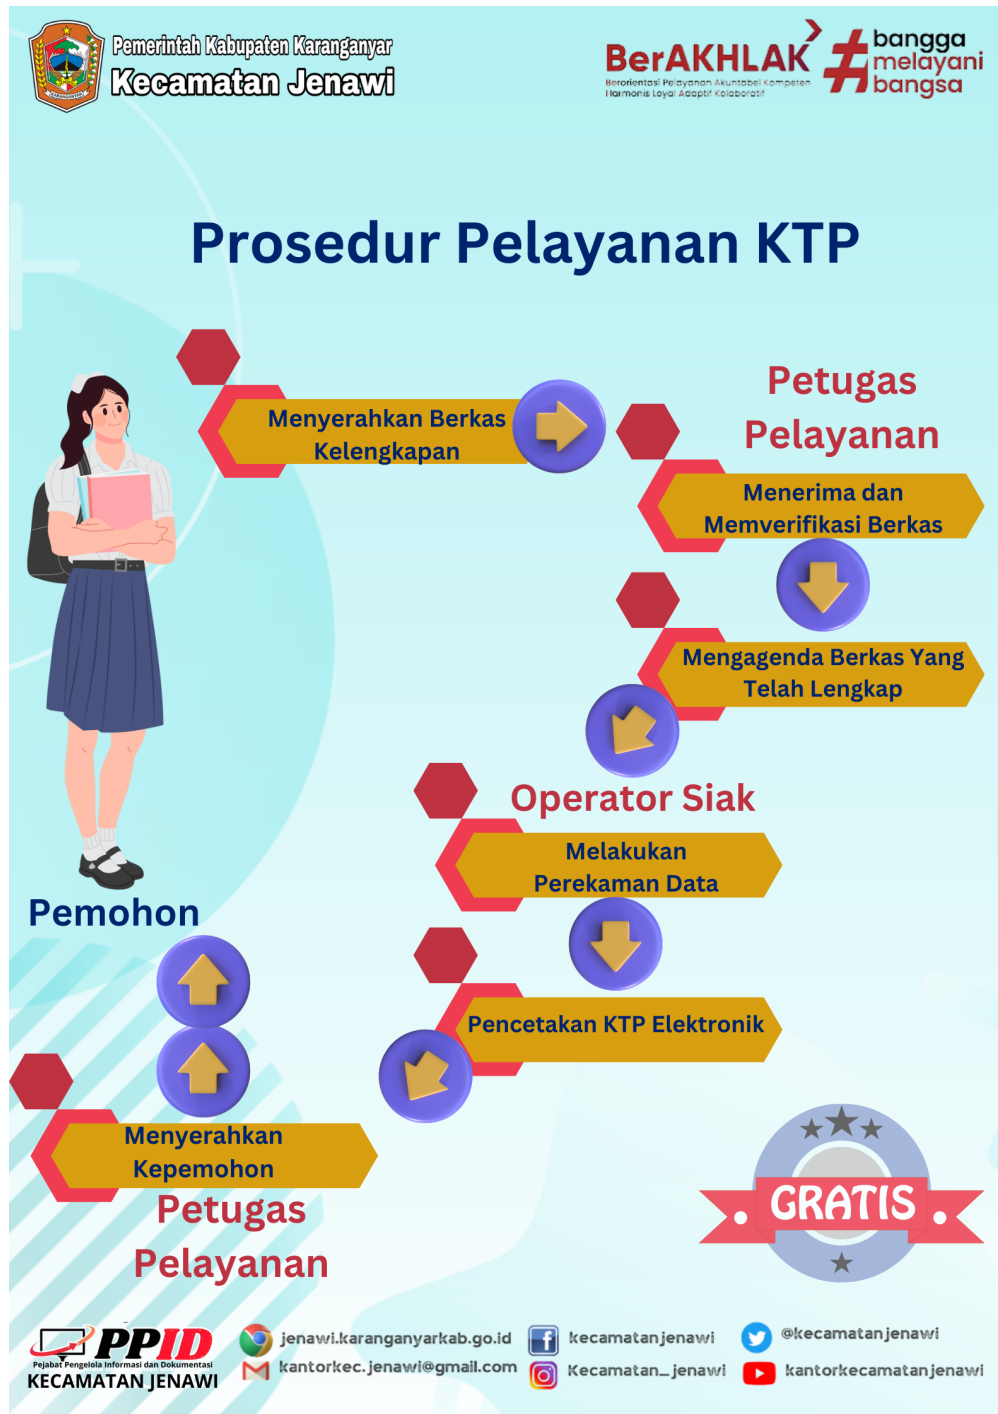 Pemerintah Kabupaten Karanganyar
Kecamatan Jenawi
KARANGANYAR
BerAKHLAK
Berorientasi Pelayanan Akuntabel Kompeten
Harmonis Loyal Adaptif Kolaboratif
#bangga
melayani
bangsa
Prosedur Pelayanan KTP
Menyerahkan Berkas
Kelengkapan
Petugas
Pelayanan
Menerima dan
Memverifikasi Berkas
Mengagenda Berkas Yang
Telah Lengkap
Operator Siak
Melakukan
Perekaman Data
Pencetakan KTP Elektronik
Pemohon
Menyerahkan
Kepemohon
Petugas
Pelayanan
GRATIS
PPID
Pejabat Pengelola Informasi dan Dokumentasi
KECAMATAN JENAWI
jenawi.karanganyarkab.go.id
kantorkec.jenawi@gmail.com
kecamatanjenawi
Kecamatan_jenawi
@kecamatanjenawi
kantorkecamatanjenawi